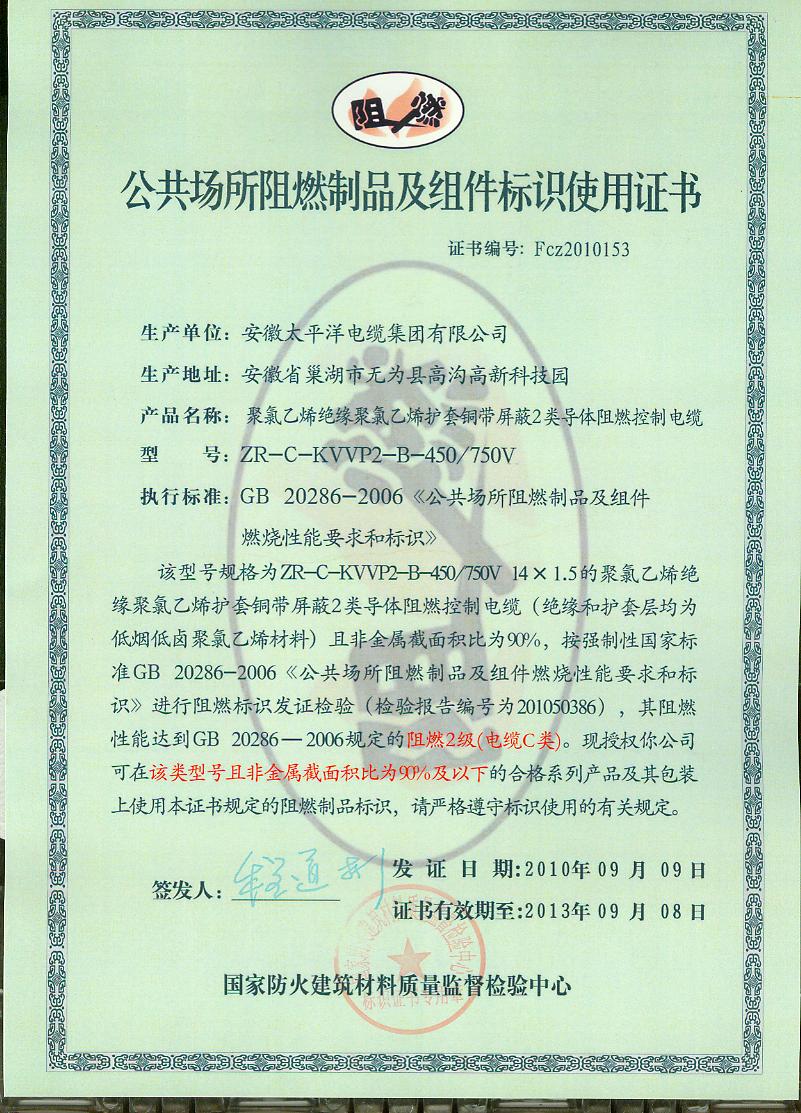 阻燃
公共场所阻燃制品及组件标识使用证书
证书编号: Fcz2010153
生产单位: 安徽太平洋电缆集团有限公司
生产地址: 安徽省巢湖市无为县高沟高新科技园
产品名称: 聚氯乙烯绝缘聚氯乙烯护套铜带屏蔽2类导体阻燃控制电缆
型 号: ZR-C-KVVP2-B-450/750V
执行标准: GB 20286-2006《公共场所阻燃制品及组件
燃烧性能要求和标识》
该型号规格为ZR-C-KVVP2-B-450/750V 14×1.5的聚氯乙烯绝
缘聚氯乙烯护套铜带屏蔽2类导体阻燃控制电缆（绝缘和护套层均为
低烟低卤聚氯乙烯材料）且非金属截面积比为90%，按强制性国家标
准GB 20286-2006《公共场所阻燃制品及组件燃烧性能要求和标
识》进行阻燃标识发证检验（检验报告编号为201050386），其阻燃
性能达到GB 20286—2006规定的阻燃2级(电缆C类)。现授权你公司
可在该类型号且非金属截面积比为90%及以下的合格系列产品及其包装
上使用本证书规定的阻燃制品标识，请严格遵守标识使用的有关规定。
签发人:
发证日期:2010年09月09日
证书有效期至:2013年09月08日
国家防火建筑材料质量监督检验中心
标识证书专用章